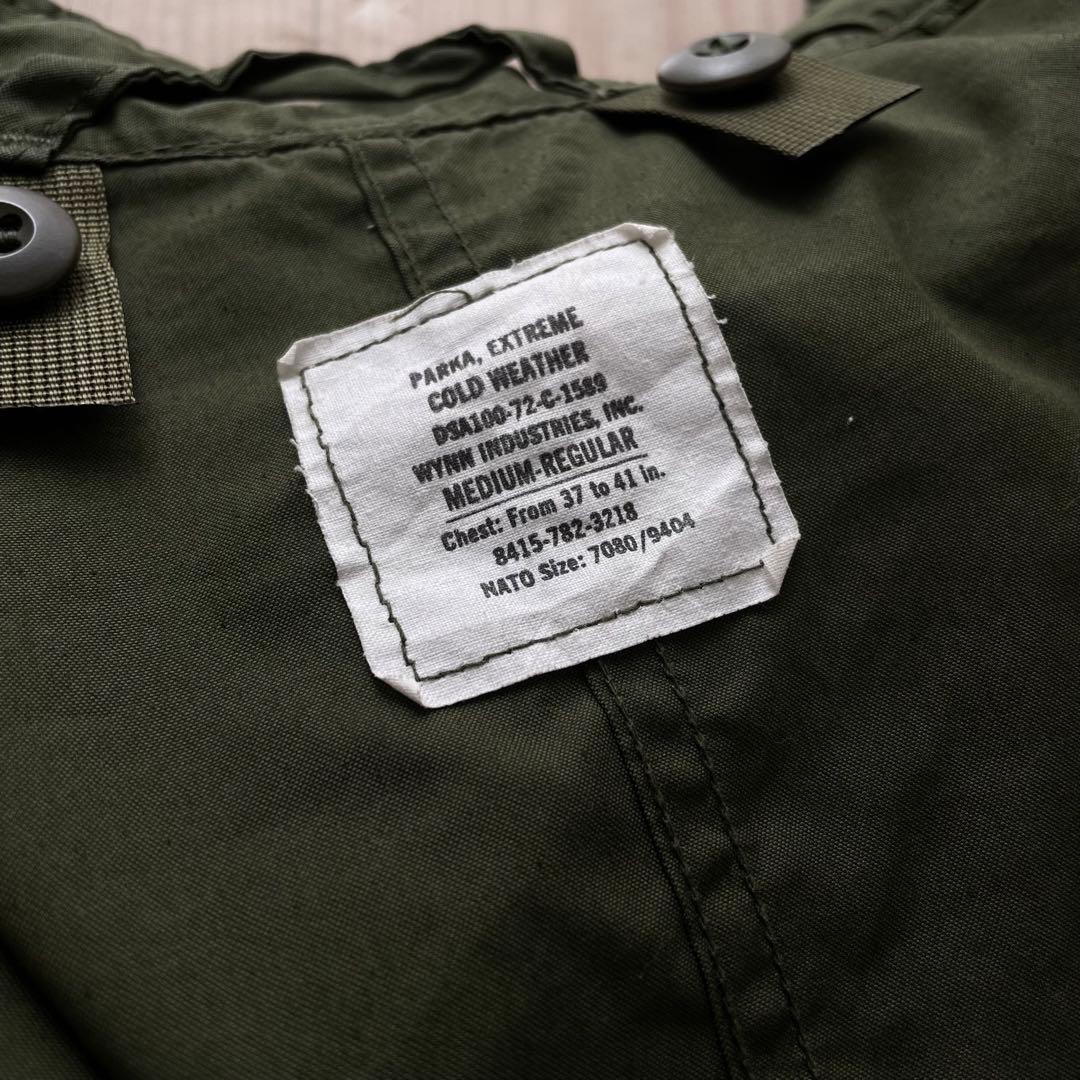 PARKA, EXTREME
COLD WEATHER
DSA100-72-C-1589
WYNN INDUSTRIES, INC.
MEDIUM-REGULAR
Chest: From 37 to 41 in.
8415-782-3218
NATO Size: 7080/9404